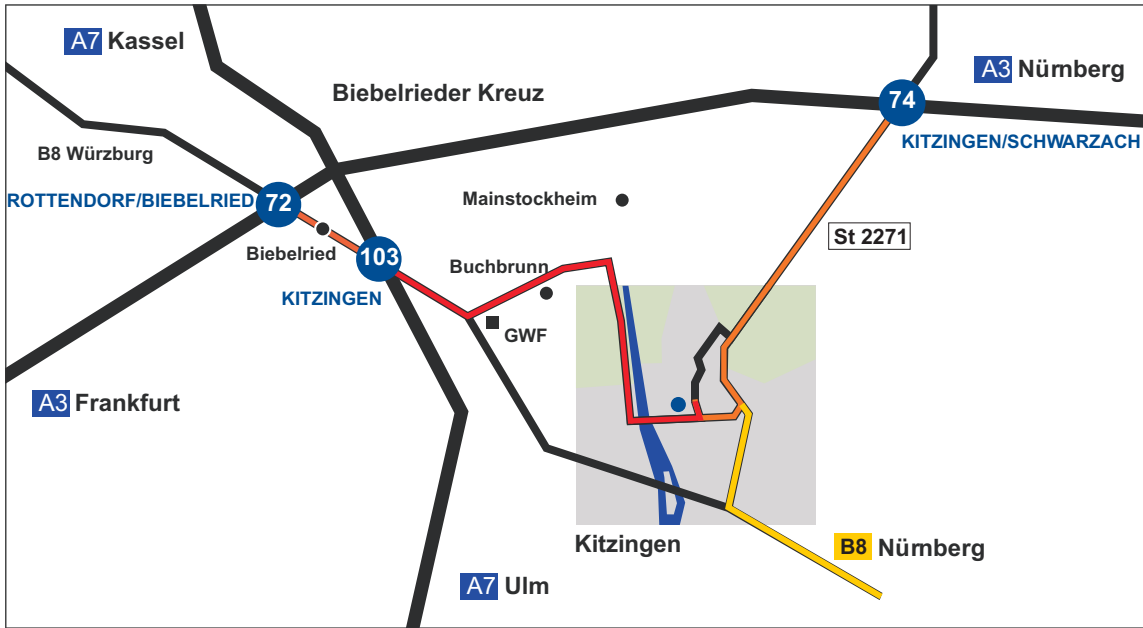 A7 Kassel
A3 Nürnberg
Biebelrieder Kreuz
74
KITZINGEN/SCHWARZACH
B8 Würzburg
ROTTENDORF/BIEBELRIED
72
Mainstockheim
St 2271
Biebelried
103
Buchbrunn
KITZINGEN
GWF
A3 Frankfurt
Kitzingen
B8 Nürnberg
A7 Ulm